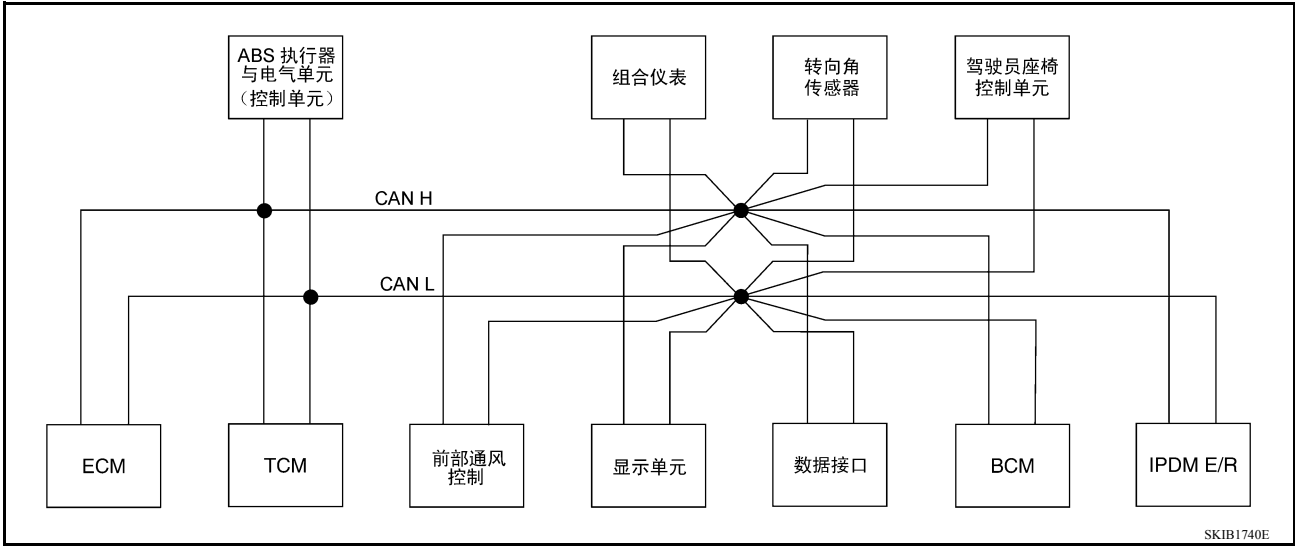 ABS 执行器
与电气单元
（控制单元）
组合仪表
转向角
传感器
驾驶员座椅
控制单元
CAN H
CAN L
ECM
TCM
前部通风
控制
显示单元
数据接口
BCM
IPDM E/R
SKIB1740E